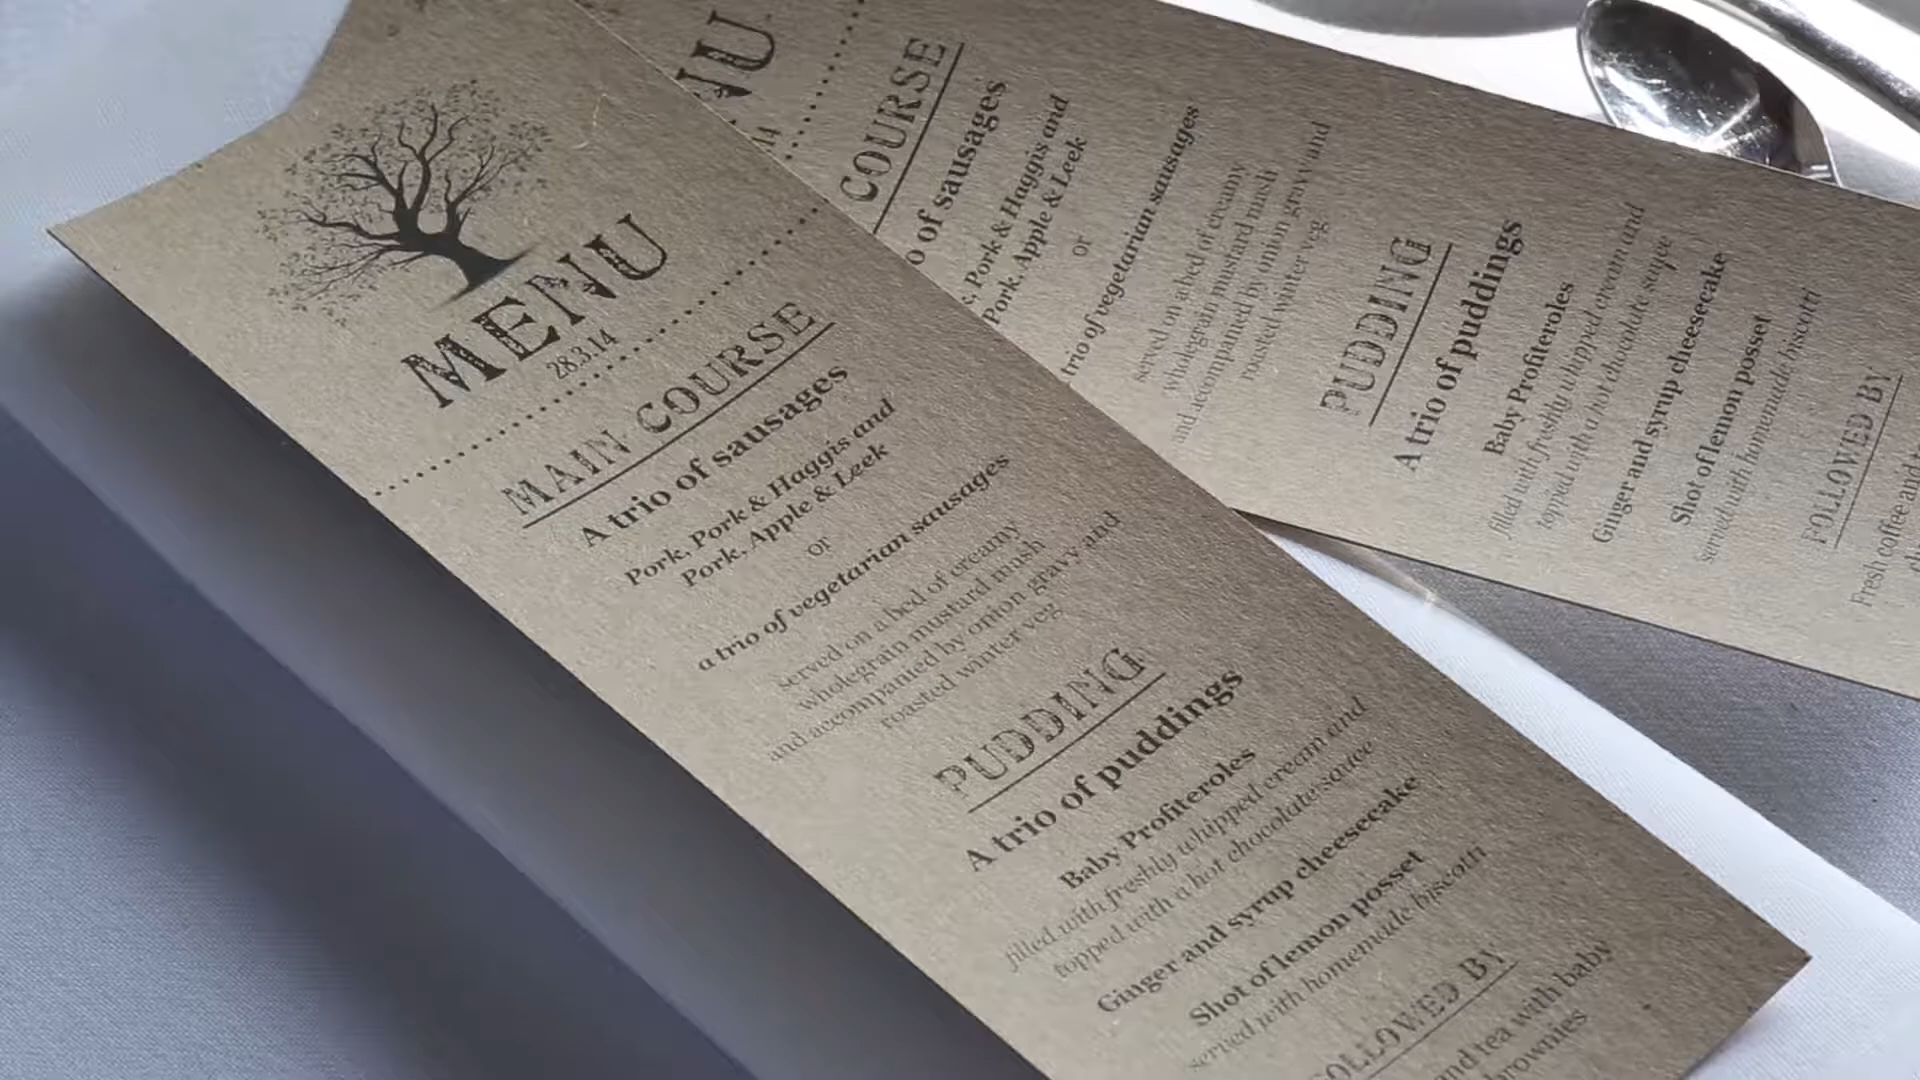 MENU
28.3.14
MAIN COURSE
A trio of sausages
Pork, Pork & Haggis and
Pork, Apple & Leek
or
a trio of vegetarian sausages
served on a bed of creamy
wholegrain mustard mush
and accompanied by onion gravy and
roasted winter veg
PUDDING
A trio of puddings
Baby Profiteroles
filled with freshly whipped cream and
topped with a hot chocolate sauce
Ginger and syrup cheesecake
Shot of lemon posset
served with homemade biscotti
FOLLOWED BY
and tea with baby
brownies
NU
14
COURSE
o of sausages
, Pork & Haggis and
Pork, Apple & Leek
or
trio of vegetarian sausages
served on a bed of creamy
wholegrain mustard mush
and accompanied by onion gravy and
roasted winter veg
PUDDING
A trio of puddings
Baby Profiteroles
filled with freshly whipped cream and
topped with a hot chocolate sauce
Ginger and syrup cheesecake
Shot of lemon posset
served with homemade biscotti
FOLLOWED BY
Fresh coffee and